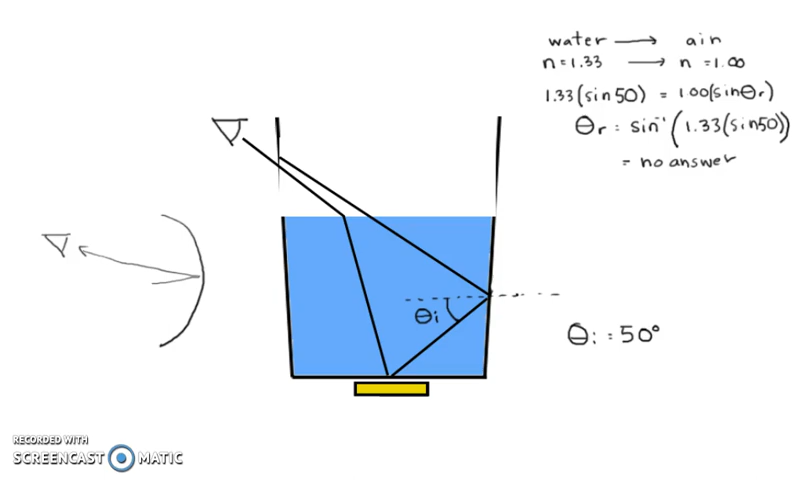 water → air
n=1.33 → n=1.00
1.33(sin50) = 1.00(sinθr)
θr = sin⁻¹(1.33(sin50))
= no answer
θi
θi = 50°
RECORDED WITH
SCREENCAST MATIC